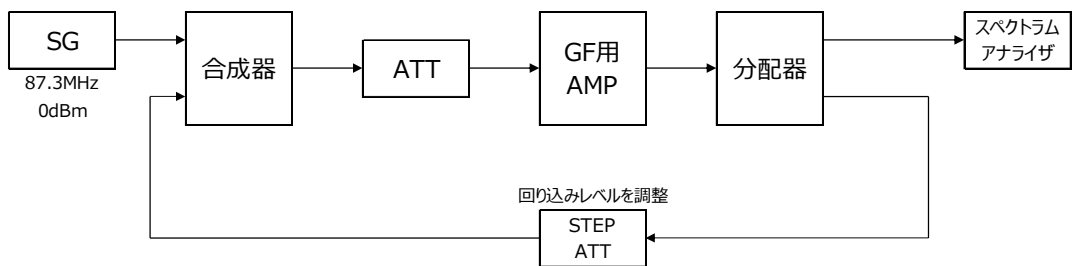 SG
87.3MHz
0dBm
合成器
ATT
GF用
AMP
分配器
スペクトラム
アナライザ
回り込みレベルを調整
STEP
ATT